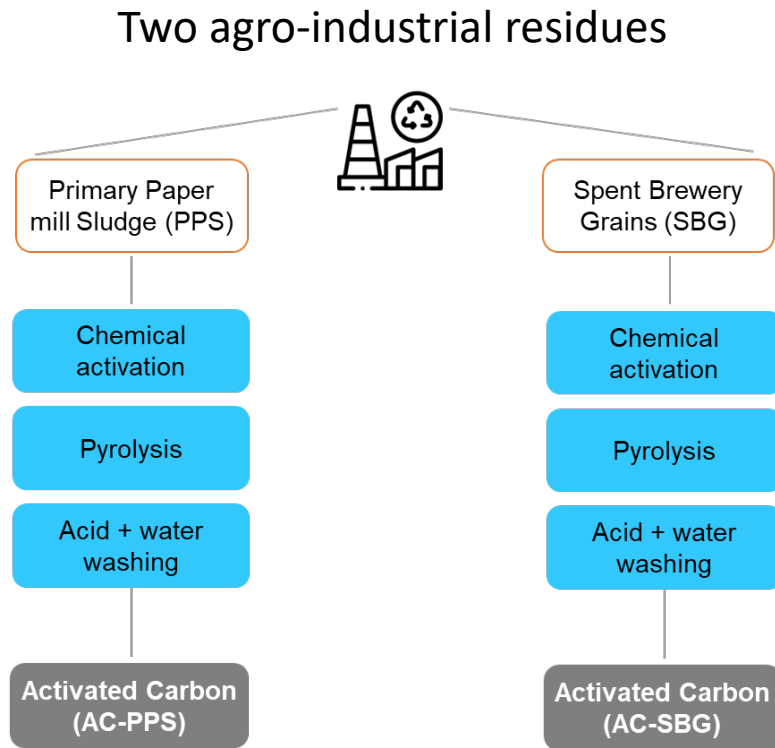 Two agro-industrial residues
Primary Paper
mill Sludge (PPS)
Chemical
activation
Pyrolysis
Acid + water
washing
Activated Carbon
(AC-PPS)
Spent Brewery
Grains (SBG)
Chemical
activation
Pyrolysis
Acid + water
washing
Activated Carbon
(AC-SBG)